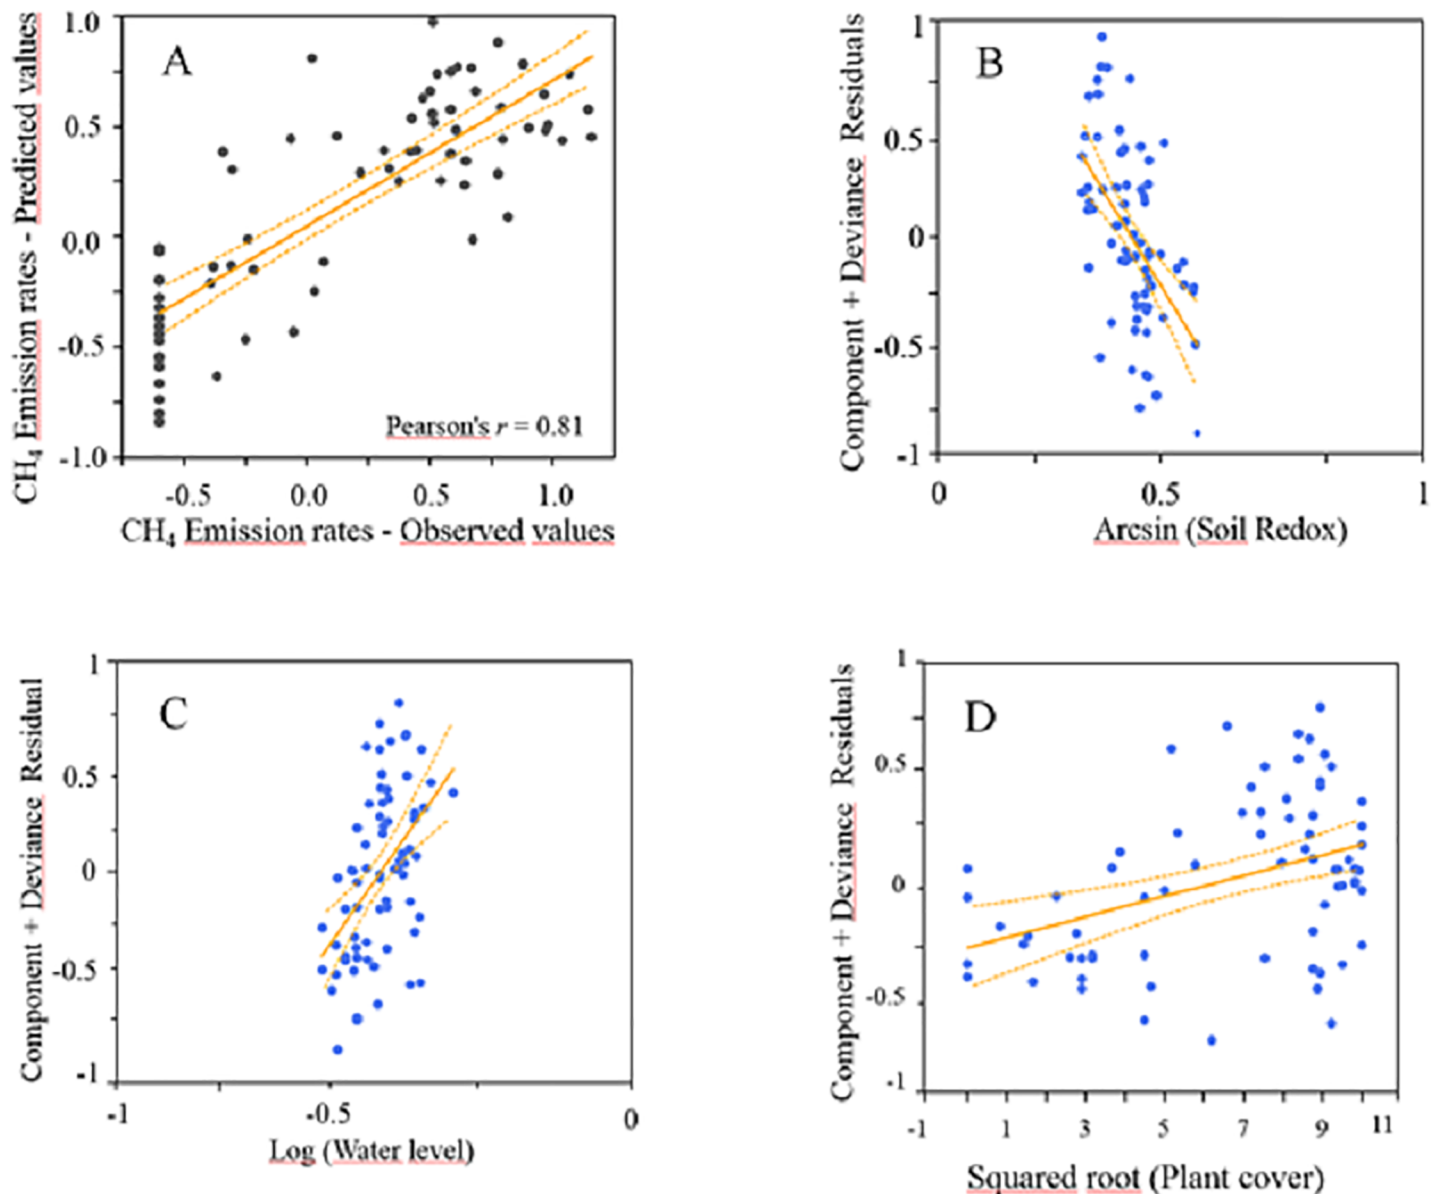 A
CH4 Emission rates - Predicted values
1.0
0.5
0.0
-0.5
-1.0
Pearson's r = 0.81
-0.5 0.0 0.5 1.0
CH4 Emission rates - Observed values
B
Component + Deviance Residuals
1
0.5
0
-0.5
-1
0 0.5 1
Arcsin (Soil Redox)
C
Component + Deviance Residual
1
0.5
0
-0.5
-1
-1 -0.5 0
Log (Water level)
D
Component + Deviance Residuals
1
0.5
0
-0.5
-1
-1 1 3 5 7 9 11
Squared root (Plant cover)